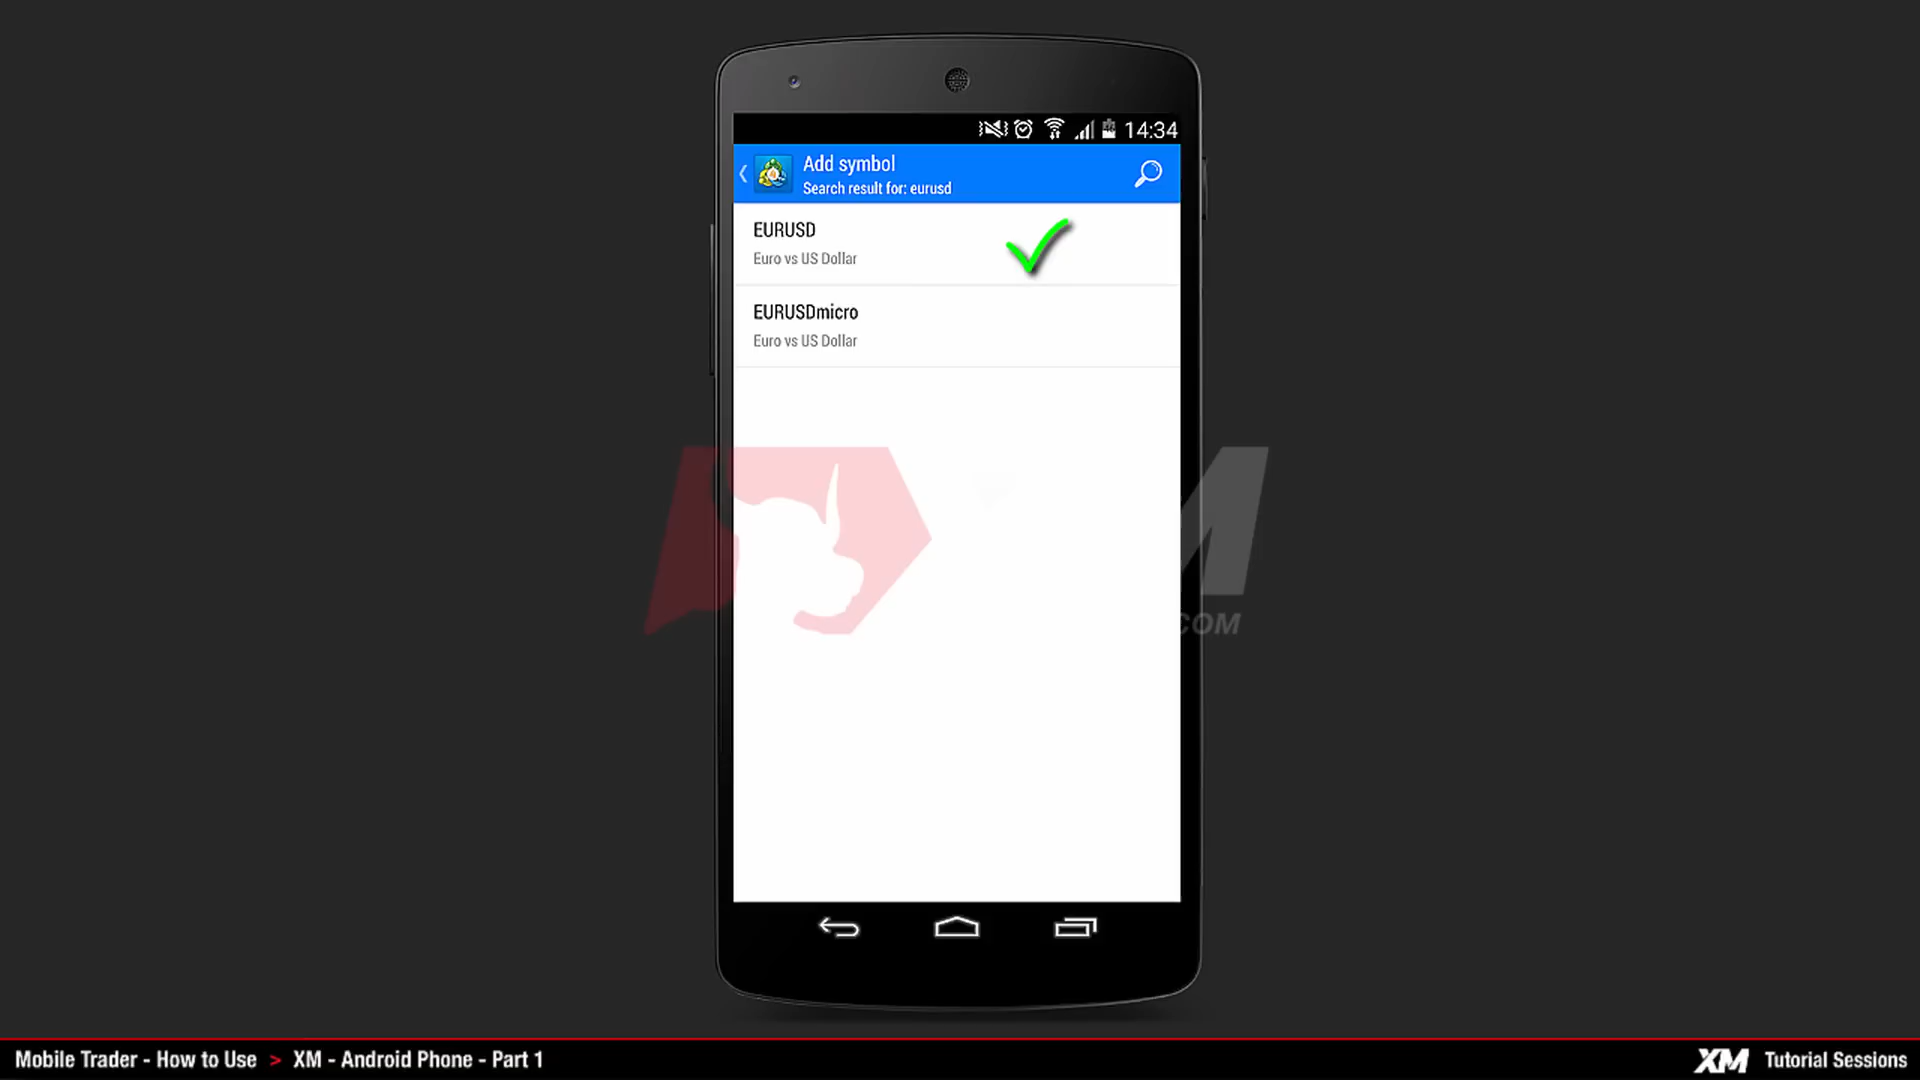 14:34
Add symbol
Search result for: eurusd
EURUSD
Euro vs US Dollar
EURUSDmicro
Euro vs US Dollar
M
COM
Mobile Trader - How to Use > XM - Android Phone - Part 1
XM Tutorial Sessions